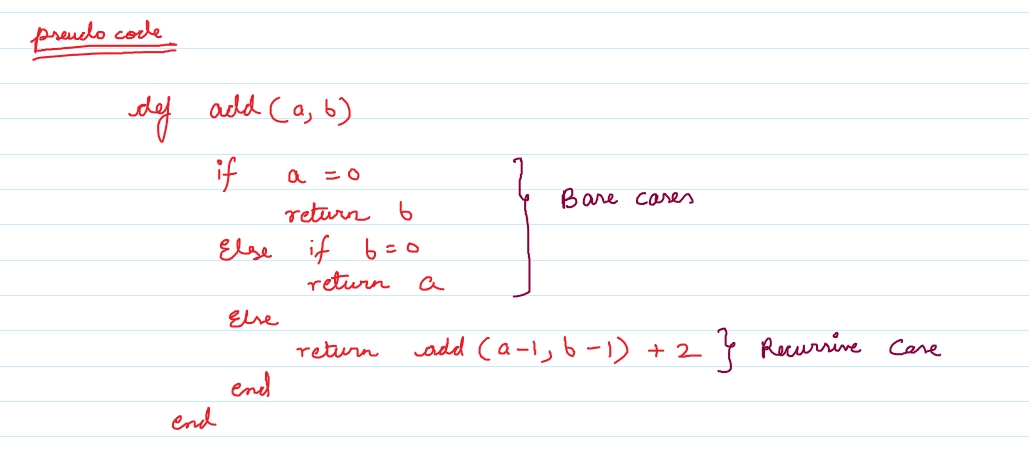 pseudo code
def add (a, b)
if a = 0
return b
Else if b = 0
return a
Base cases
Else
return add (a-1, b-1) + 2 } Recursive Case
end
end